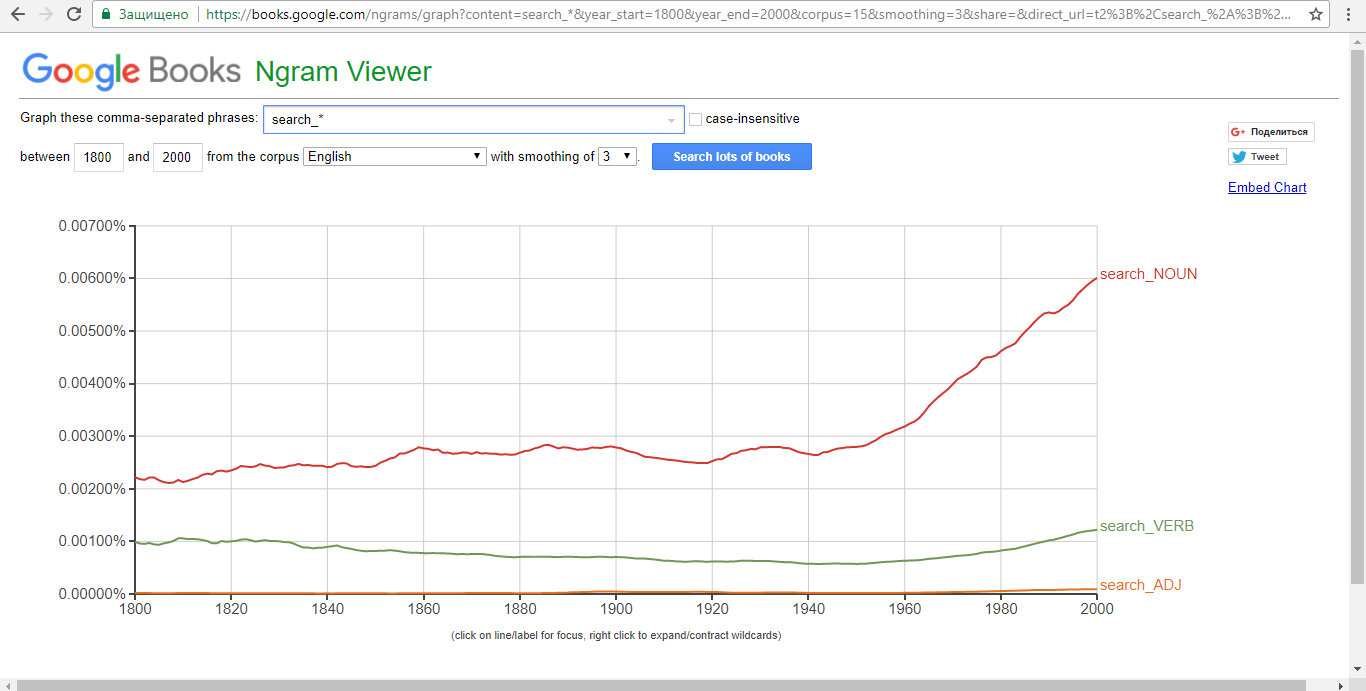 Защищено https://books.google.com/ngrams/graph?content=search_*&year_start=1800&year_end=2000&corpus=15&smoothing=3&share=&direct_url=t2%3B%2Csearch_%2A%3B%2...
Google Books Ngram Viewer
Graph these comma-separated phrases: search_* case-insensitive
G+ Поделиться
between 1800 and 2000 from the corpus English with smoothing of 3 . Search lots of books
Tweet
Embed Chart
0.00700%
0.00600%
search_NOUN
0.00500%
0.00400%
0.00300%
0.00200%
0.00100%
search_VERB
0.00000%
search_ADJ
1800 1820 1840 1860 1880 1900 1920 1940 1960 1980 2000
(click on line/label for focus, right click to expand/contract wildcards)